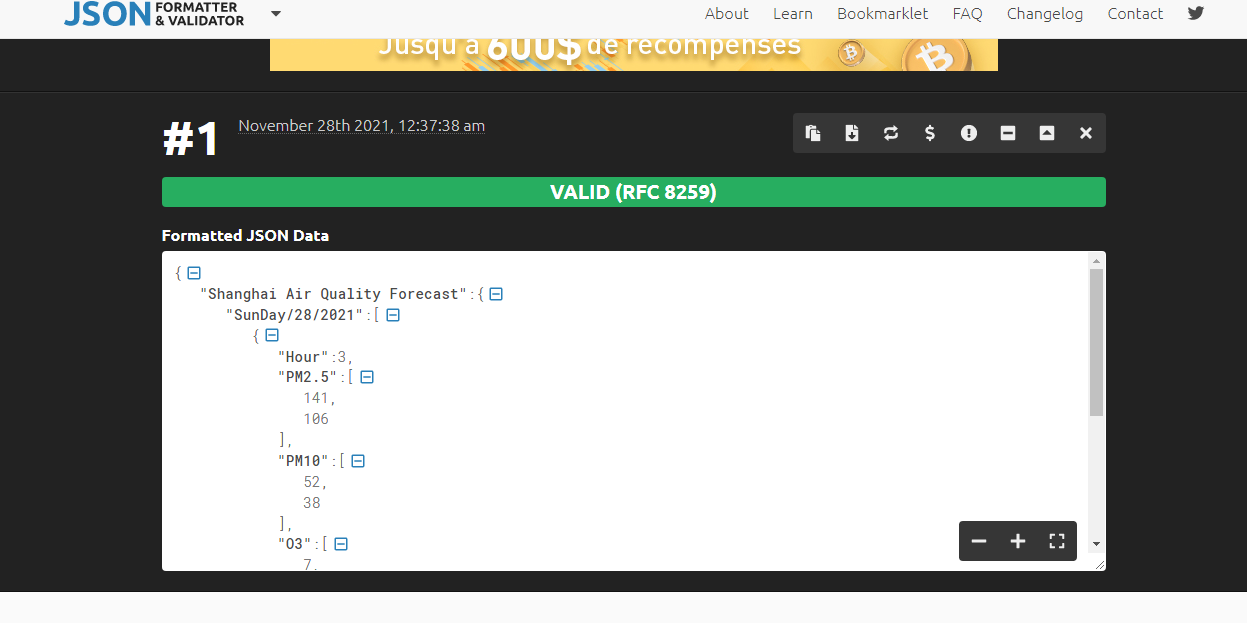 JSON FORMATTER & VALIDATOR
About Learn Bookmarklet FAQ Changelog Contact
Jusqu'à 600$ de récompenses
#1 November 28th 2021, 12:37:38 am
VALID (RFC 8259)
Formatted JSON Data
{
"Shanghai Air Quality Forecast":{
"SunDay/28/2021":[
{
"Hour":3,
"PM2.5":[
141,
106
],
"PM10":[
52,
38
],
"O3":[
7,